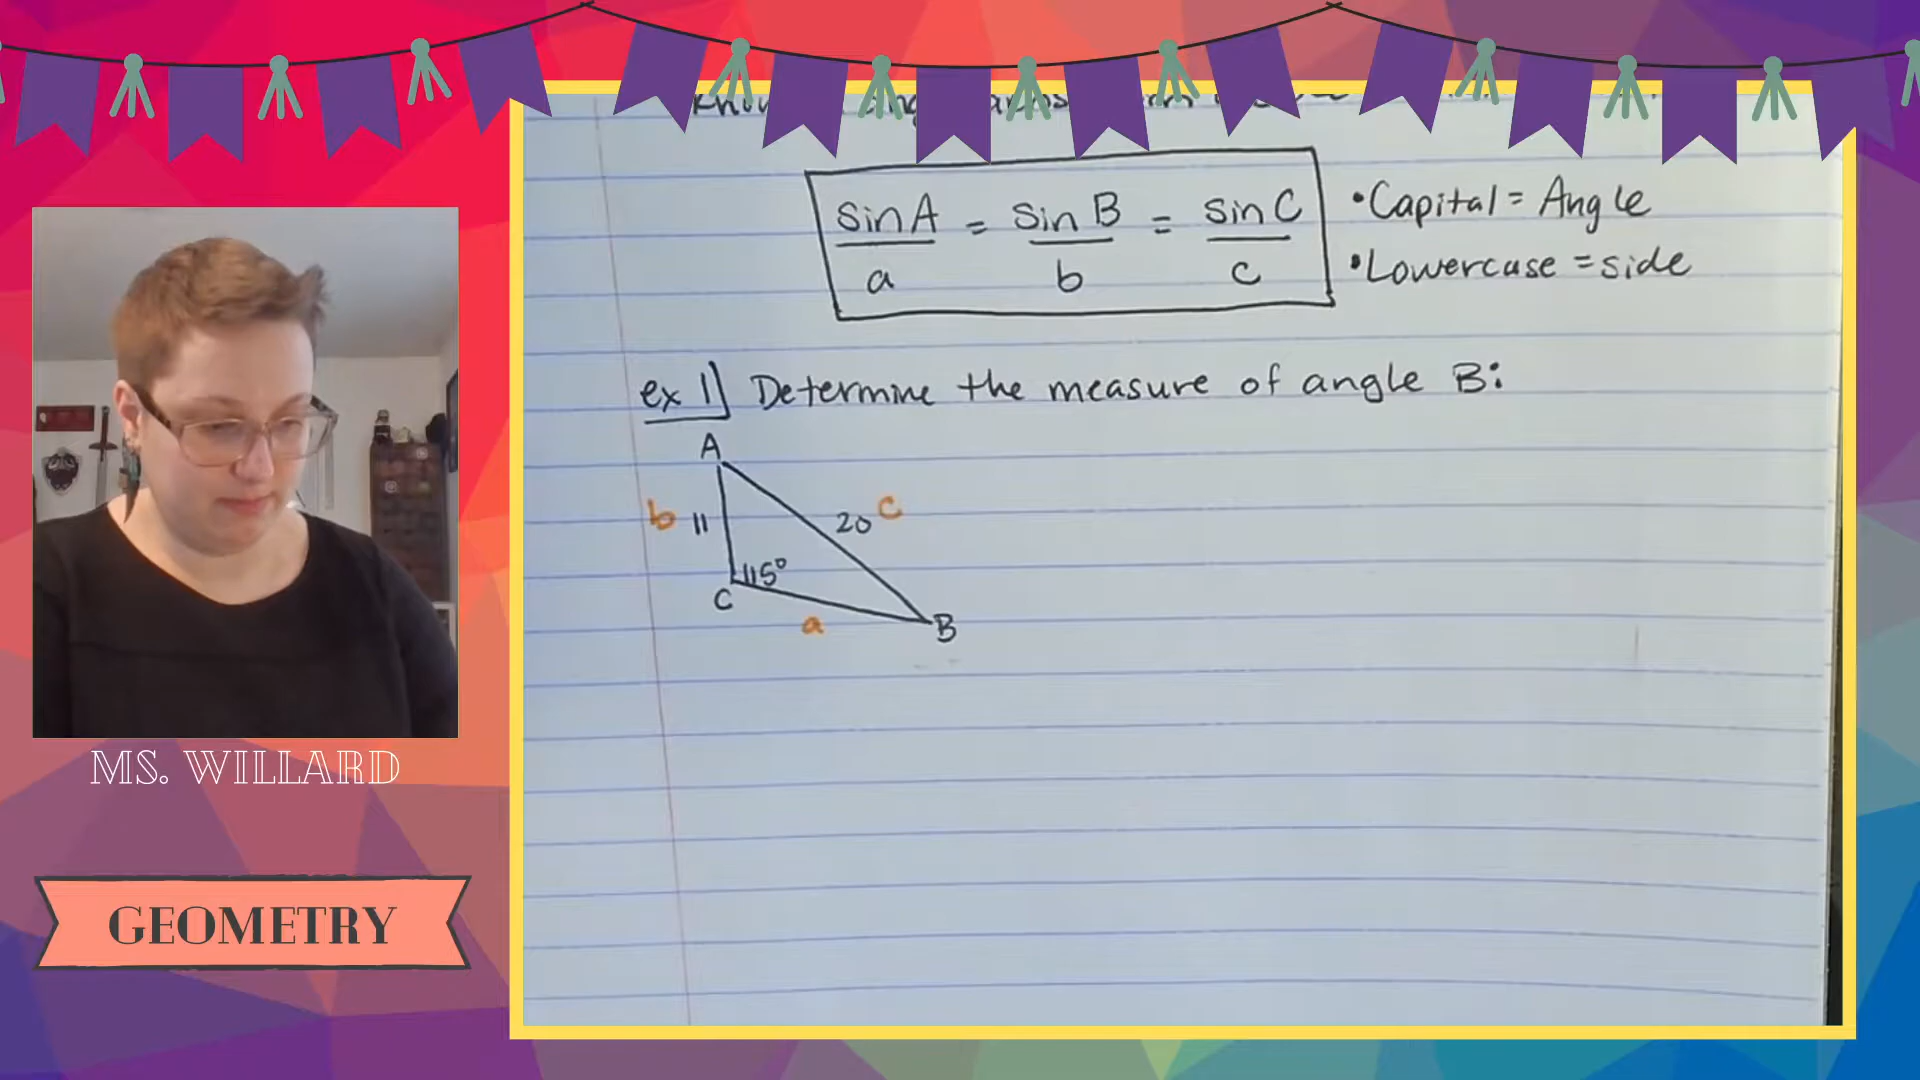 sin A = sin B = sin C
a b c
•Capital = Angle
•Lowercase = side
ex 1] Determine the measure of angle B:
A
b 11
20 c
115°
C
a
B
MS. WILLARD
GEOMETRY